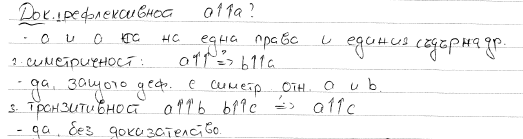 Док. 1. рефлексивност a↑↑a?
- a и a са на една права и единия съдържа др.
2. симетричност: a↑↑ ?=> b↑↑a
- да, защото деф. е симетр. отн. a и b.
3. транзитивност a↑↑b b↑↑c ?=> a↑↑c
- да, без доказателство.